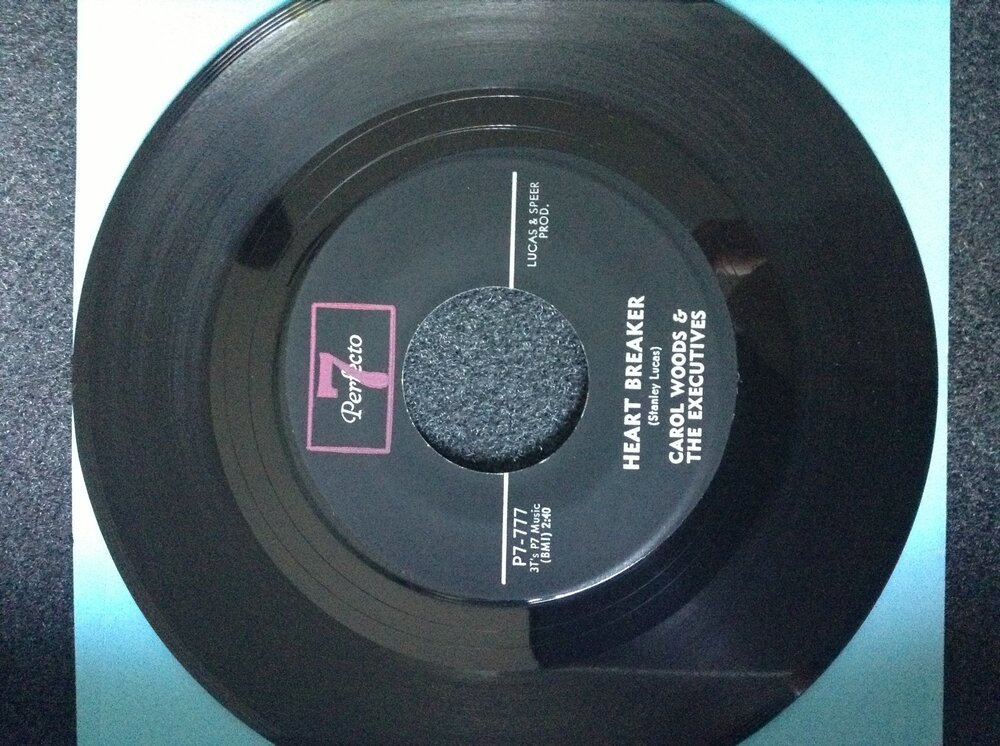 7
Perfecto
P7-777
3T's P7 Music
(BMI) 2:40
LUCAS & SPEER
PROD.
HEART BREAKER
(Stanley Lucas)
CAROL WOODS &
THE EXECUTIVES